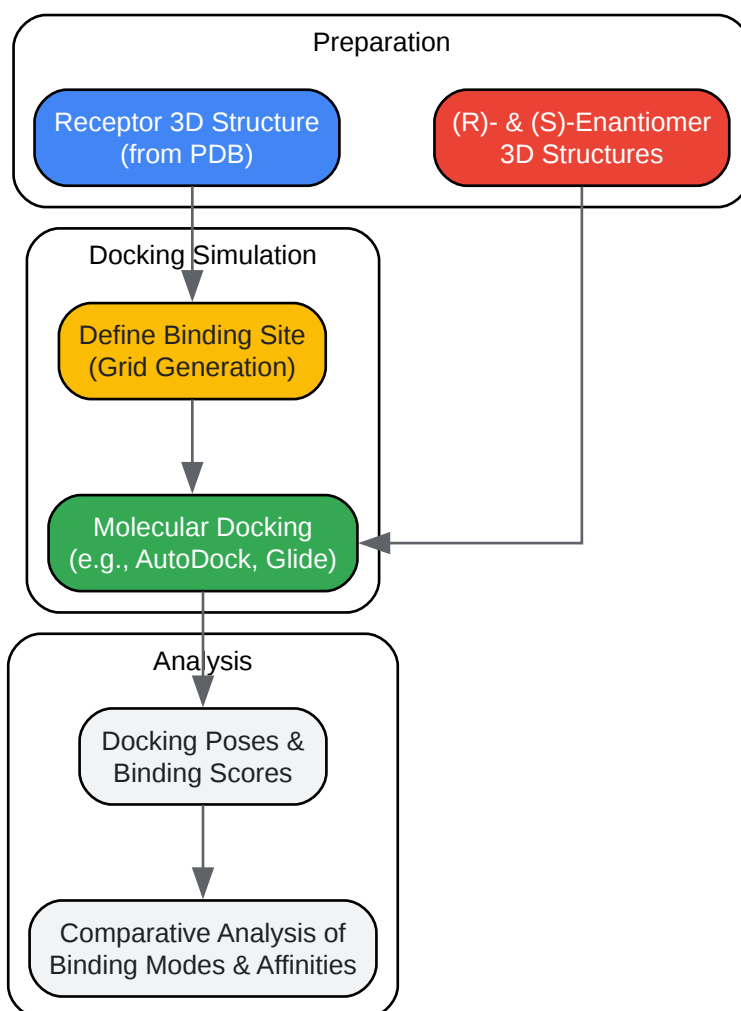 Preparation
Receptor 3D Structure
(from PDB)
(R)- & (S)-Enantiomer
3D Structures
Docking Simulation
Define Binding Site
(Grid Generation)
Molecular Docking
(e.g., AutoDock, Glide)
Analysis
Docking Poses &
Binding Scores
Comparative Analysis of
Binding Modes & Affinities